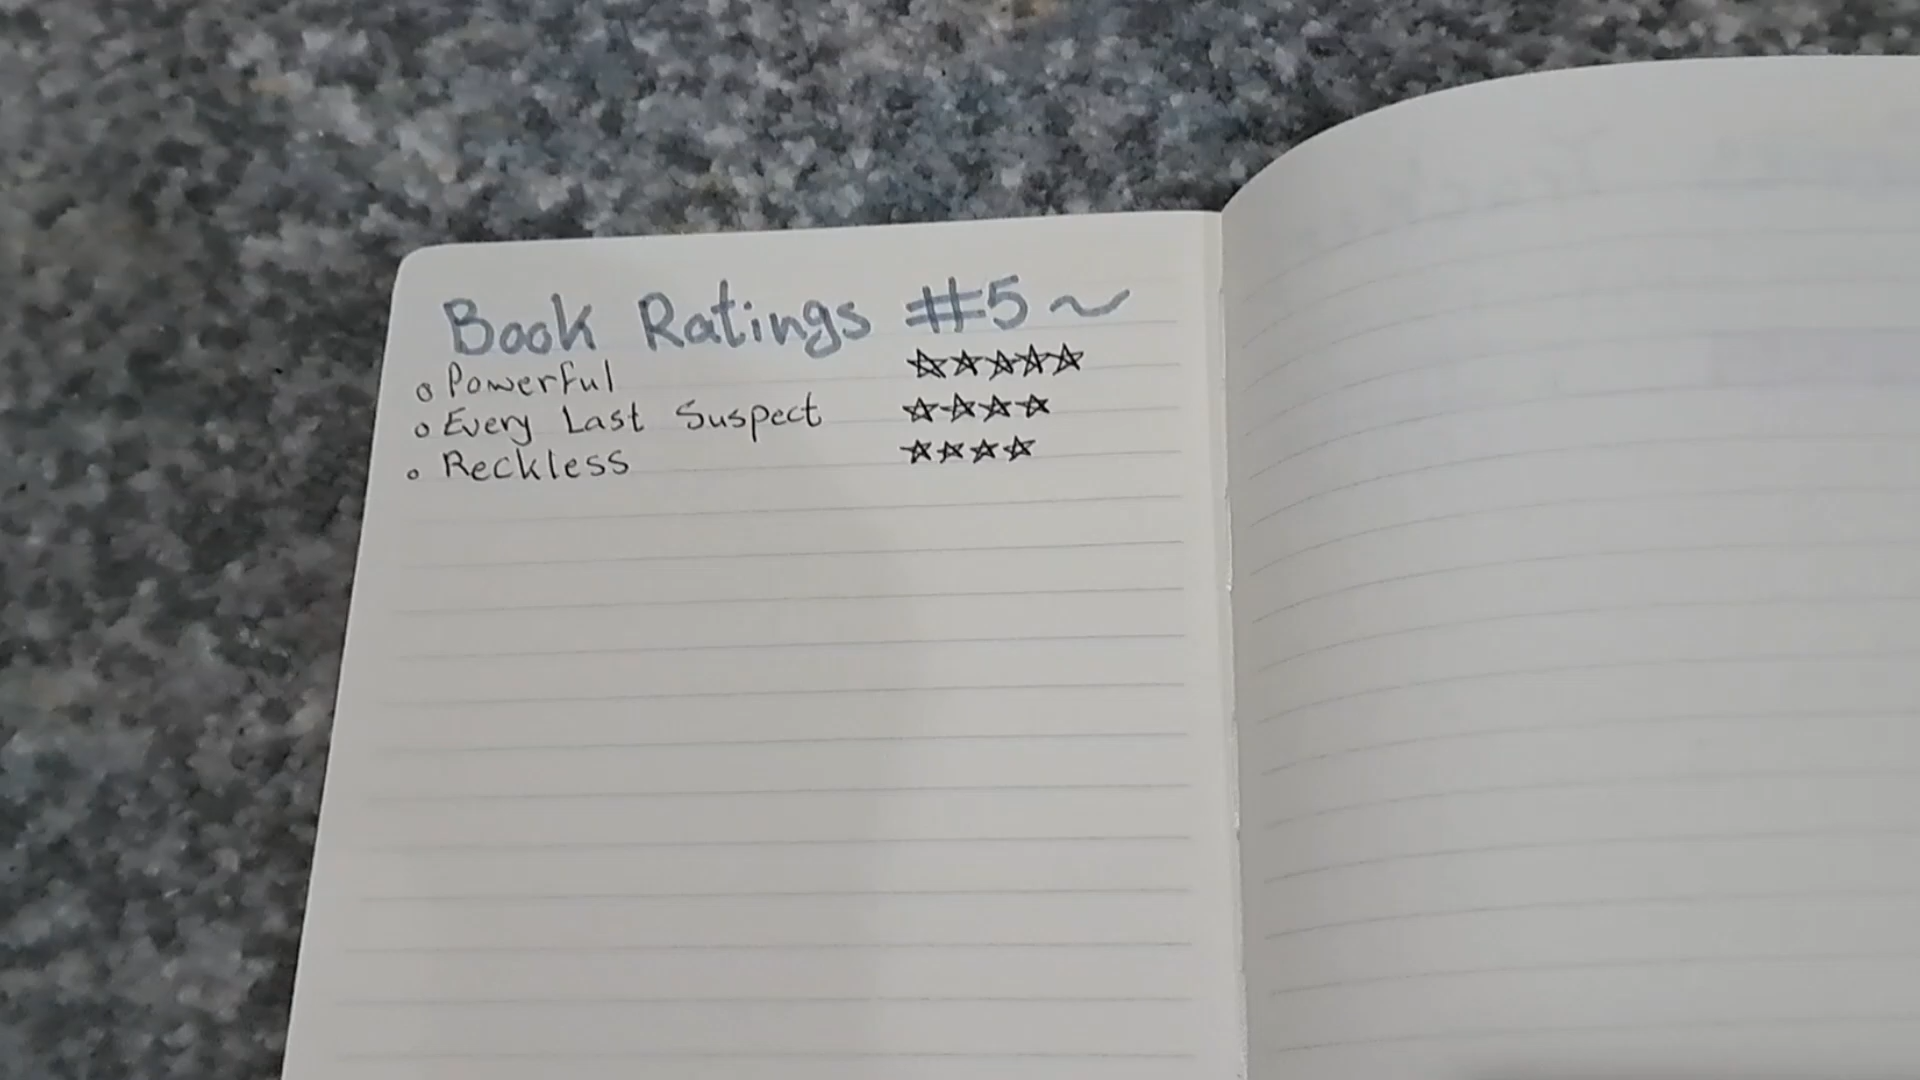 Book Ratings #5 ~
o Powerful ☆☆☆☆☆
o Every Last Suspect ☆☆☆☆
o Reckless ☆☆☆☆